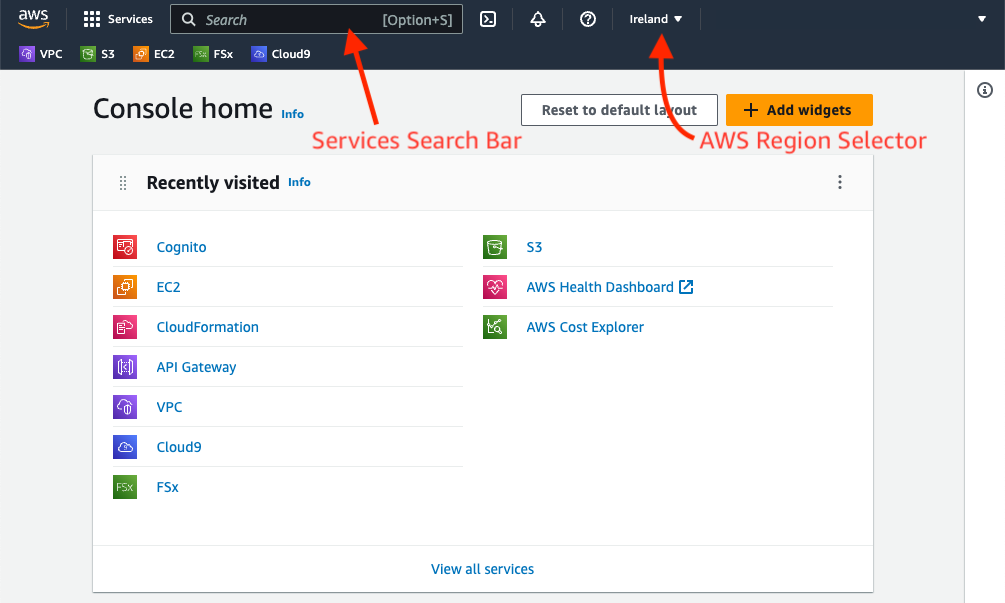 aws Services Search [Option+S] Ireland
VPC S3 EC2 FSx Cloud9
Console home Info Reset to default layout Add widgets
Services Search Bar AWS Region Selector
Recently visited Info
Cognito S3
EC2 AWS Health Dashboard
CloudFormation AWS Cost Explorer
API Gateway
VPC
Cloud9
FSx FSx
View all services